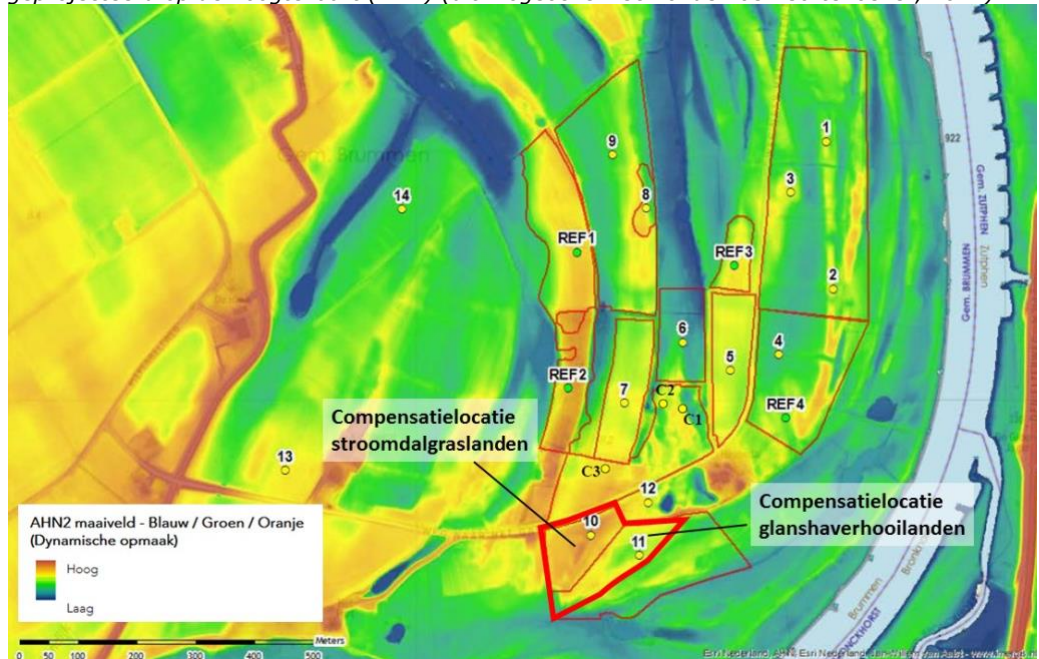 Gem. Brummen
922
Gem. ZUTPHEN
Zutphen
Gem. BRUMMEN
1
9
3
8
14
REF1
REF3
2
6
4
5
REF2
7
C2
C1
REF4
Compensatielocatie
stroomdalgraslanden
C3
13
12
Compensatielocatie
glanshaverhooilanden
10
11
AHN2 maaiveld - Blauw / Groen / Oranje
(Dynamische opmaak)
Hoog
Laag
Brummen
Meters
0 50 100 200 300 400 500